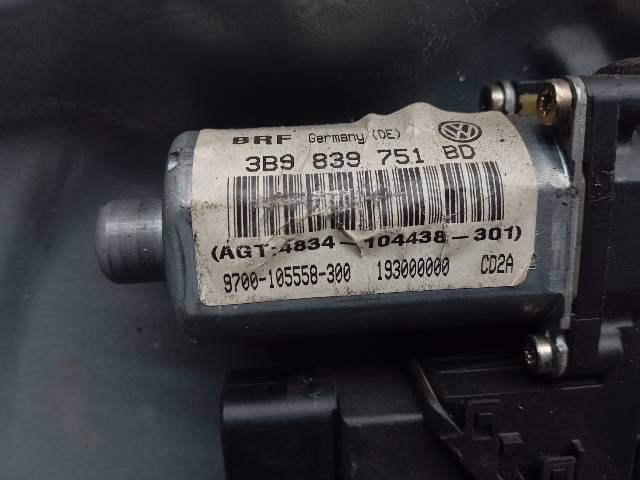 BRF Germany (DE)
3B9 839 751 BD
(AGT:4834-104438-301)
9700-105558-300 193000000 CD2A